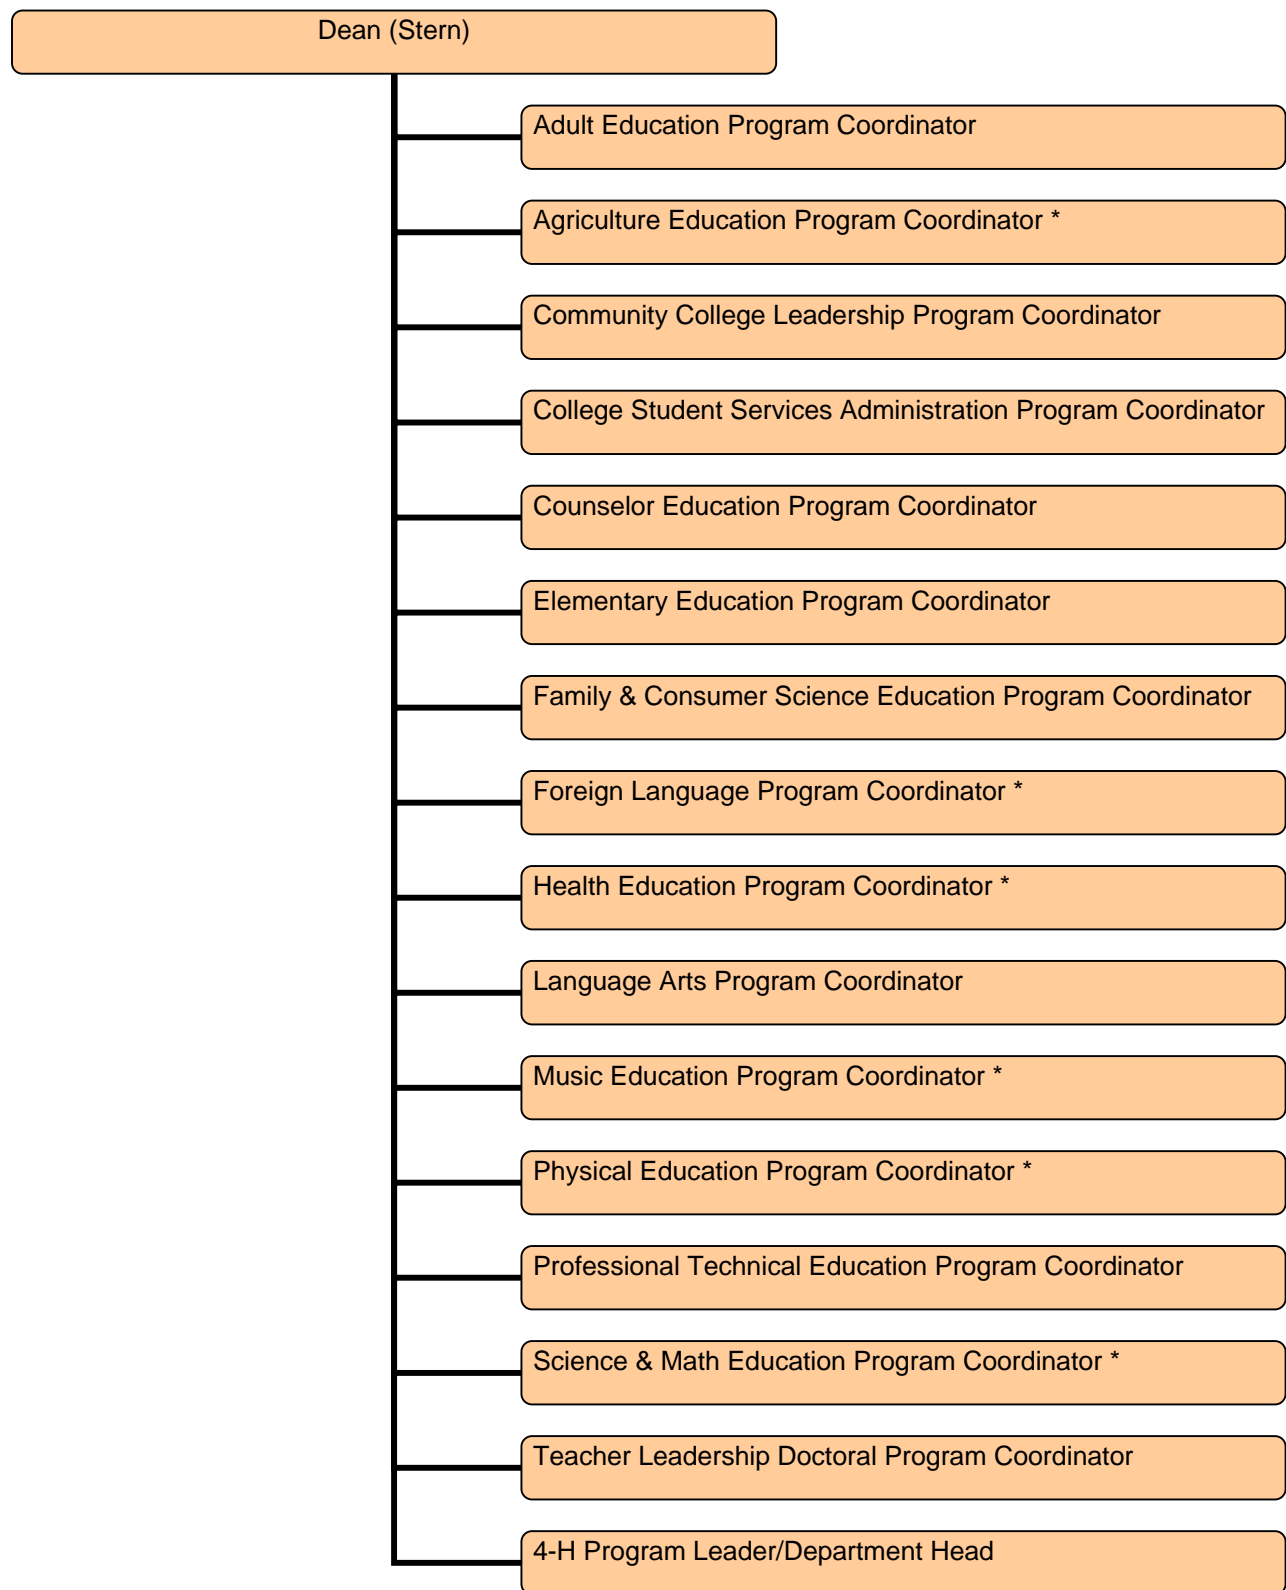 Dean (Stern)
Adult Education Program Coordinator
Agriculture Education Program Coordinator *
Community College Leadership Program Coordinator
College Student Services Administration Program Coordinator
Counselor Education Program Coordinator
Elementary Education Program Coordinator
Family & Consumer Science Education Program Coordinator
Foreign Language Program Coordinator *
Health Education Program Coordinator *
Language Arts Program Coordinator
Music Education Program Coordinator *
Physical Education Program Coordinator *
Professional Technical Education Program Coordinator
Science & Math Education Program Coordinator *
Teacher Leadership Doctoral Program Coordinator
4-H Program Leader/Department Head